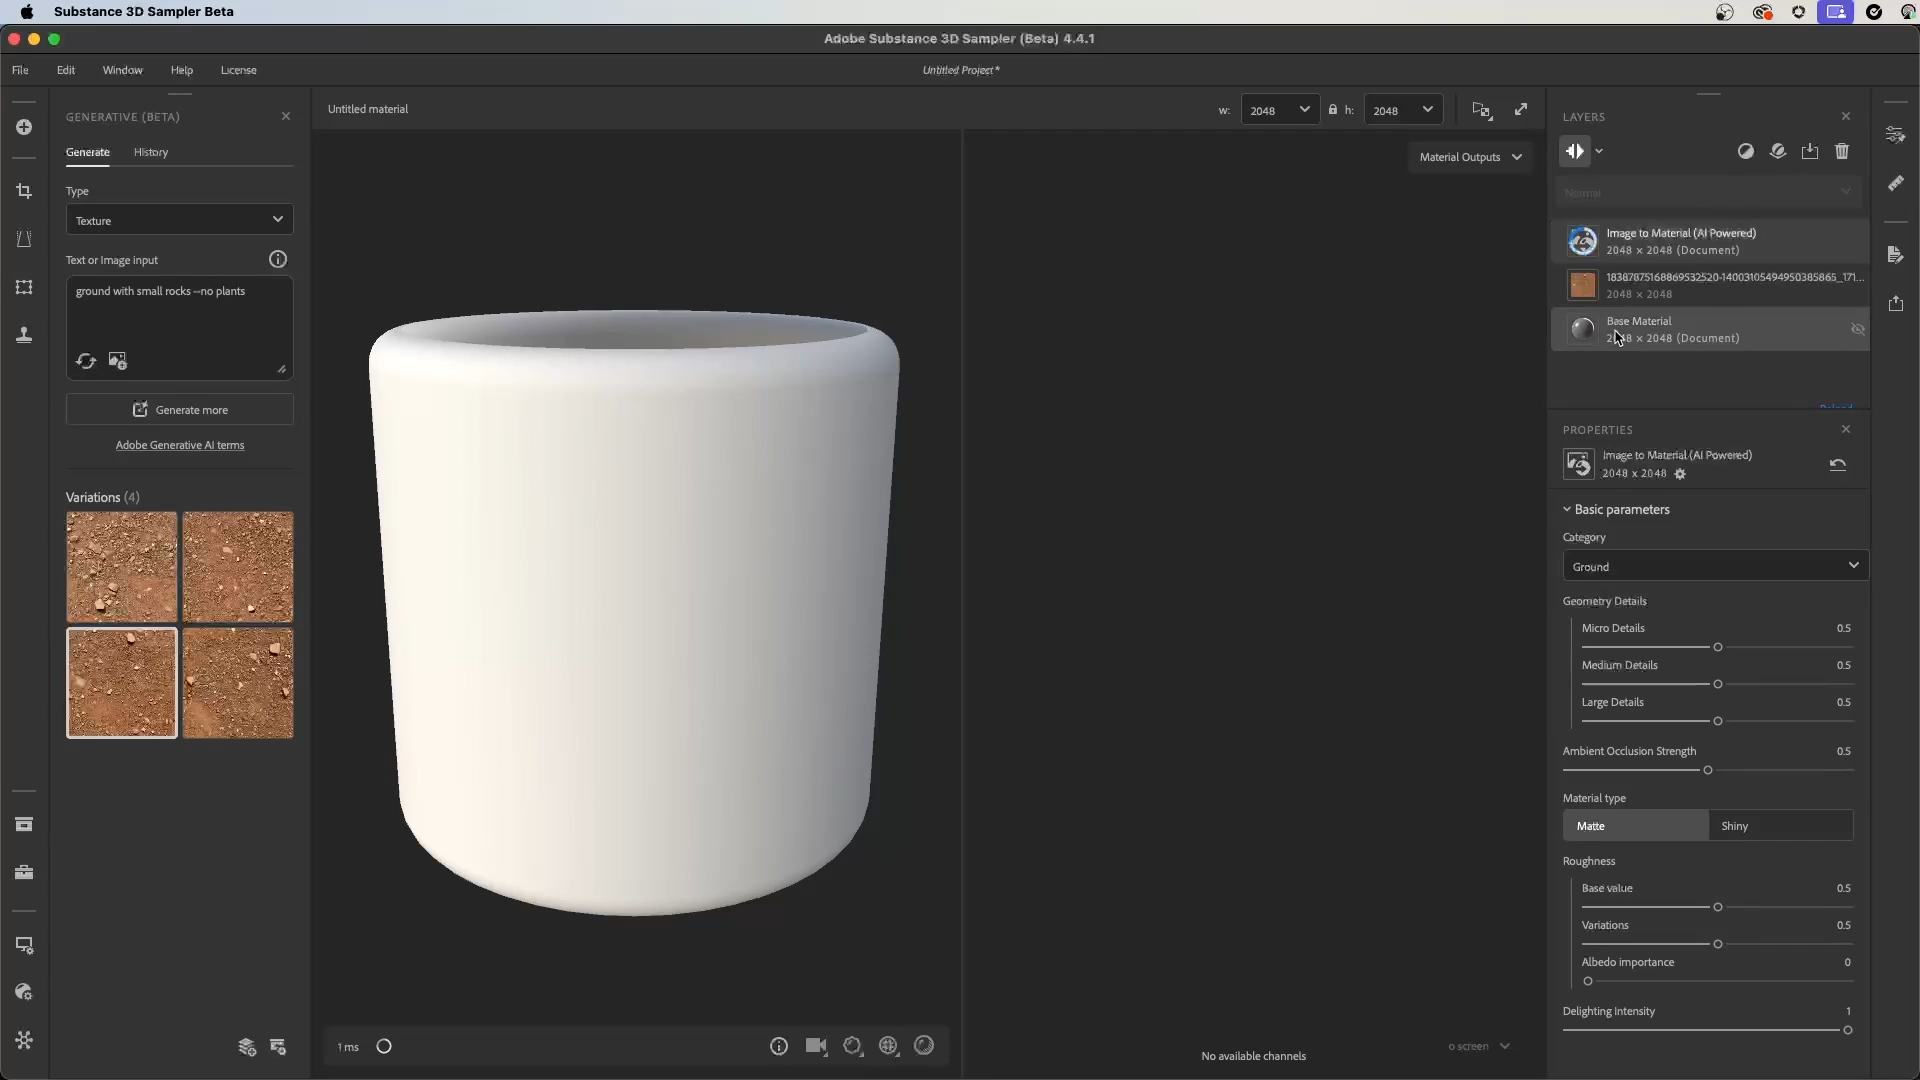 Substance 3D Sampler Beta
Adobe Substance 3D Sampler (Beta) 4.4.1
File Edit Window Help License
Untitled Project*
GENERATIVE (BETA)
Generate History
Type
Texture
Text or Image input
ground with small rocks --no plants
Generate more
Adobe Generative AI terms
Variations (4)
Untitled material
w: 2048 h: 2048
Material Outputs
1 ms
No available channels
o screen
LAYERS
Normal
Image to Material (AI Powered)
2048 x 2048 (Document)
2048 x 2048
Base Material
2048 x 2048 (Document)
Reload
PROPERTIES
Image to Material (AI Powered)
2048 x 2048
Basic parameters
Category
Ground
Geometry Details
Micro Details 0.5
Medium Details 0.5
Large Details 0.5
Ambient Occlusion Strength 0.5
Material type
Matte Shiny
Roughness
Base value 0.5
Variations 0.5
Albedo importance 0
Delighting Intensity 1